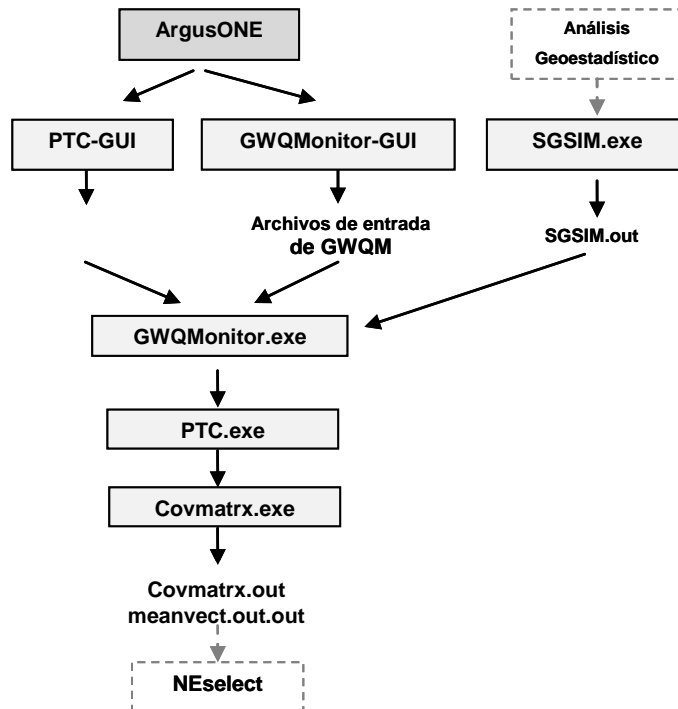 ArgusONE
Análisis
Geoestadístico
PTC-GUI
GWQMonitor-GUI
SGSIM.exe
Archivos de entrada
de GWQM
SGSIM.out
GWQMonitor.exe
PTC.exe
Covmatrx.exe
Covmatrx.out
meanvect.out.out
NEselect